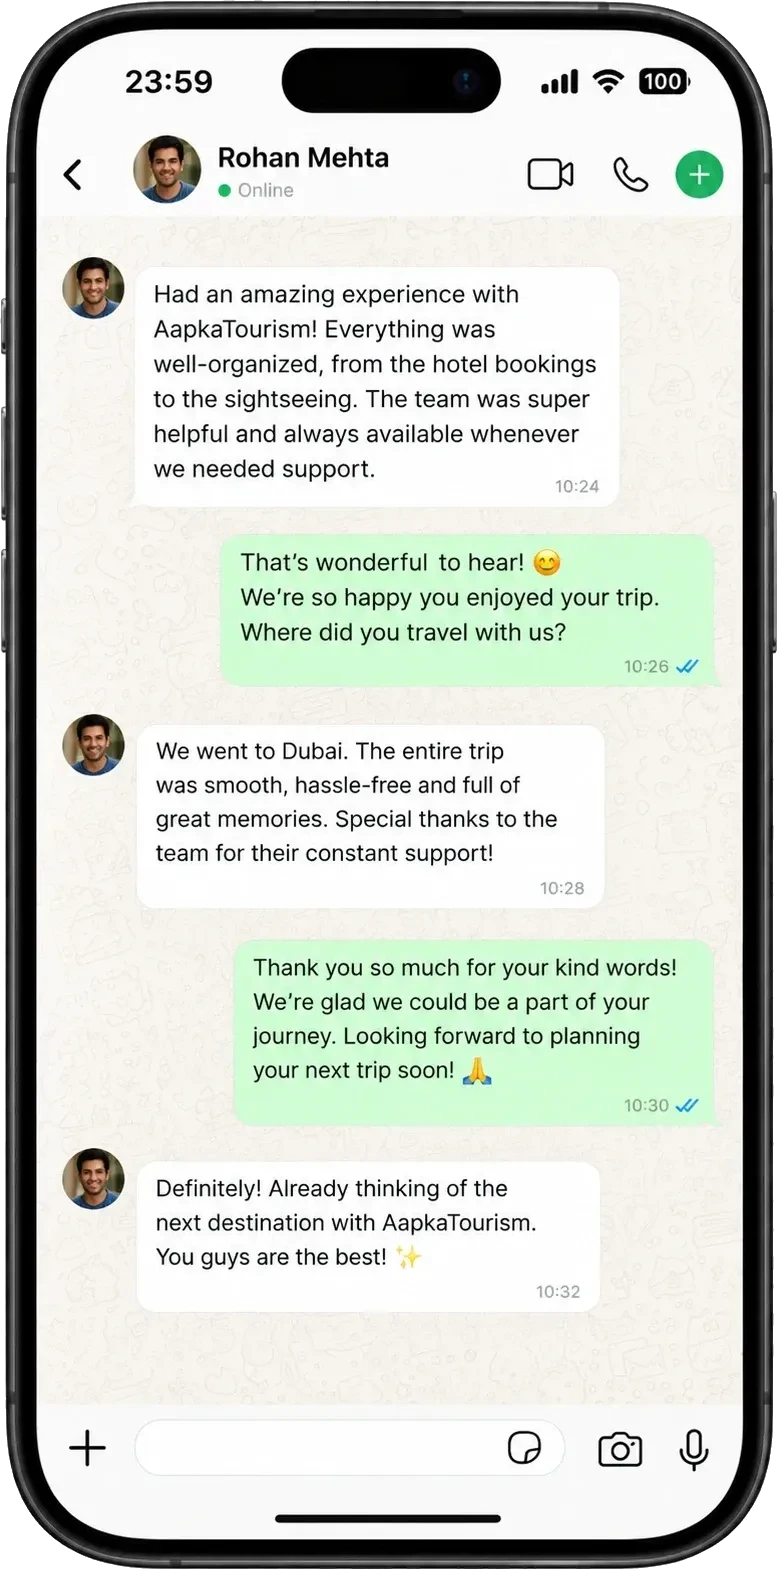 23:59
100
Rohan Mehta
Online
Had an amazing experience with
AapkaTourism! Everything was
well-organized, from the hotel bookings
to the sightseeing. The team was super
helpful and always available whenever
we needed support.
10:24
That's wonderful to hear! 😊
We're so happy you enjoyed your trip.
Where did you travel with us?
10:26
We went to Dubai. The entire trip
was smooth, hassle-free and full of
great memories. Special thanks to the
team for their constant support!
10:28
Thank you so much for your kind words!
We're glad we could be a part of your
journey. Looking forward to planning
your next trip soon! 🙏
10:30
Definitely! Already thinking of the
next destination with AapkaTourism.
You guys are the best! ✨
10:32